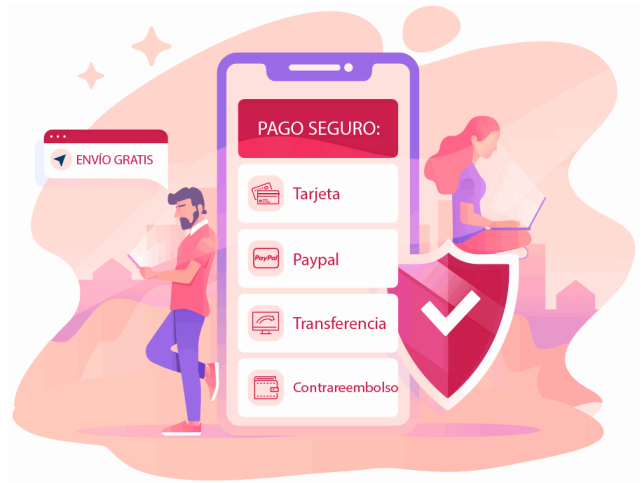 PAGO SEGURO:
ENVÍO GRATIS
Tarjeta
PayPal
Paypal
Transferencia
Contrareembolso